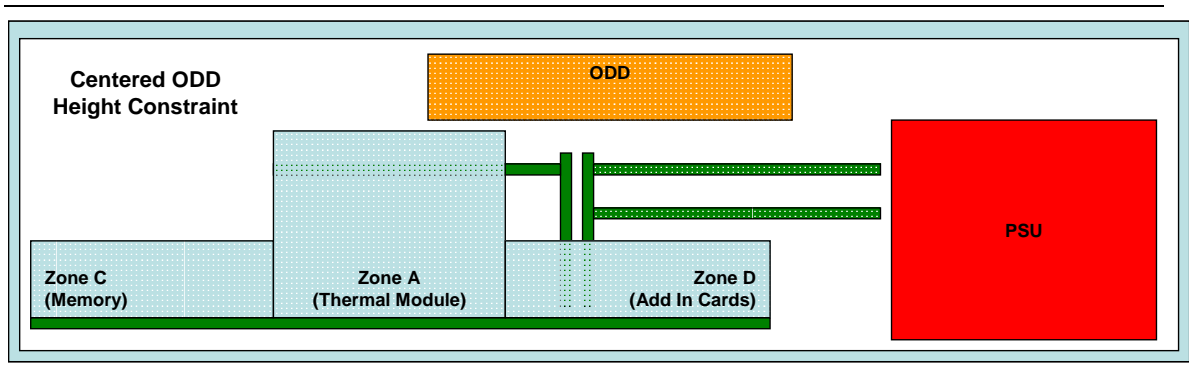 Centered ODD
Height Constraint
ODD
PSU
Zone C
(Memory)
Zone A
(Thermal Module)
Zone D
(Add In Cards)